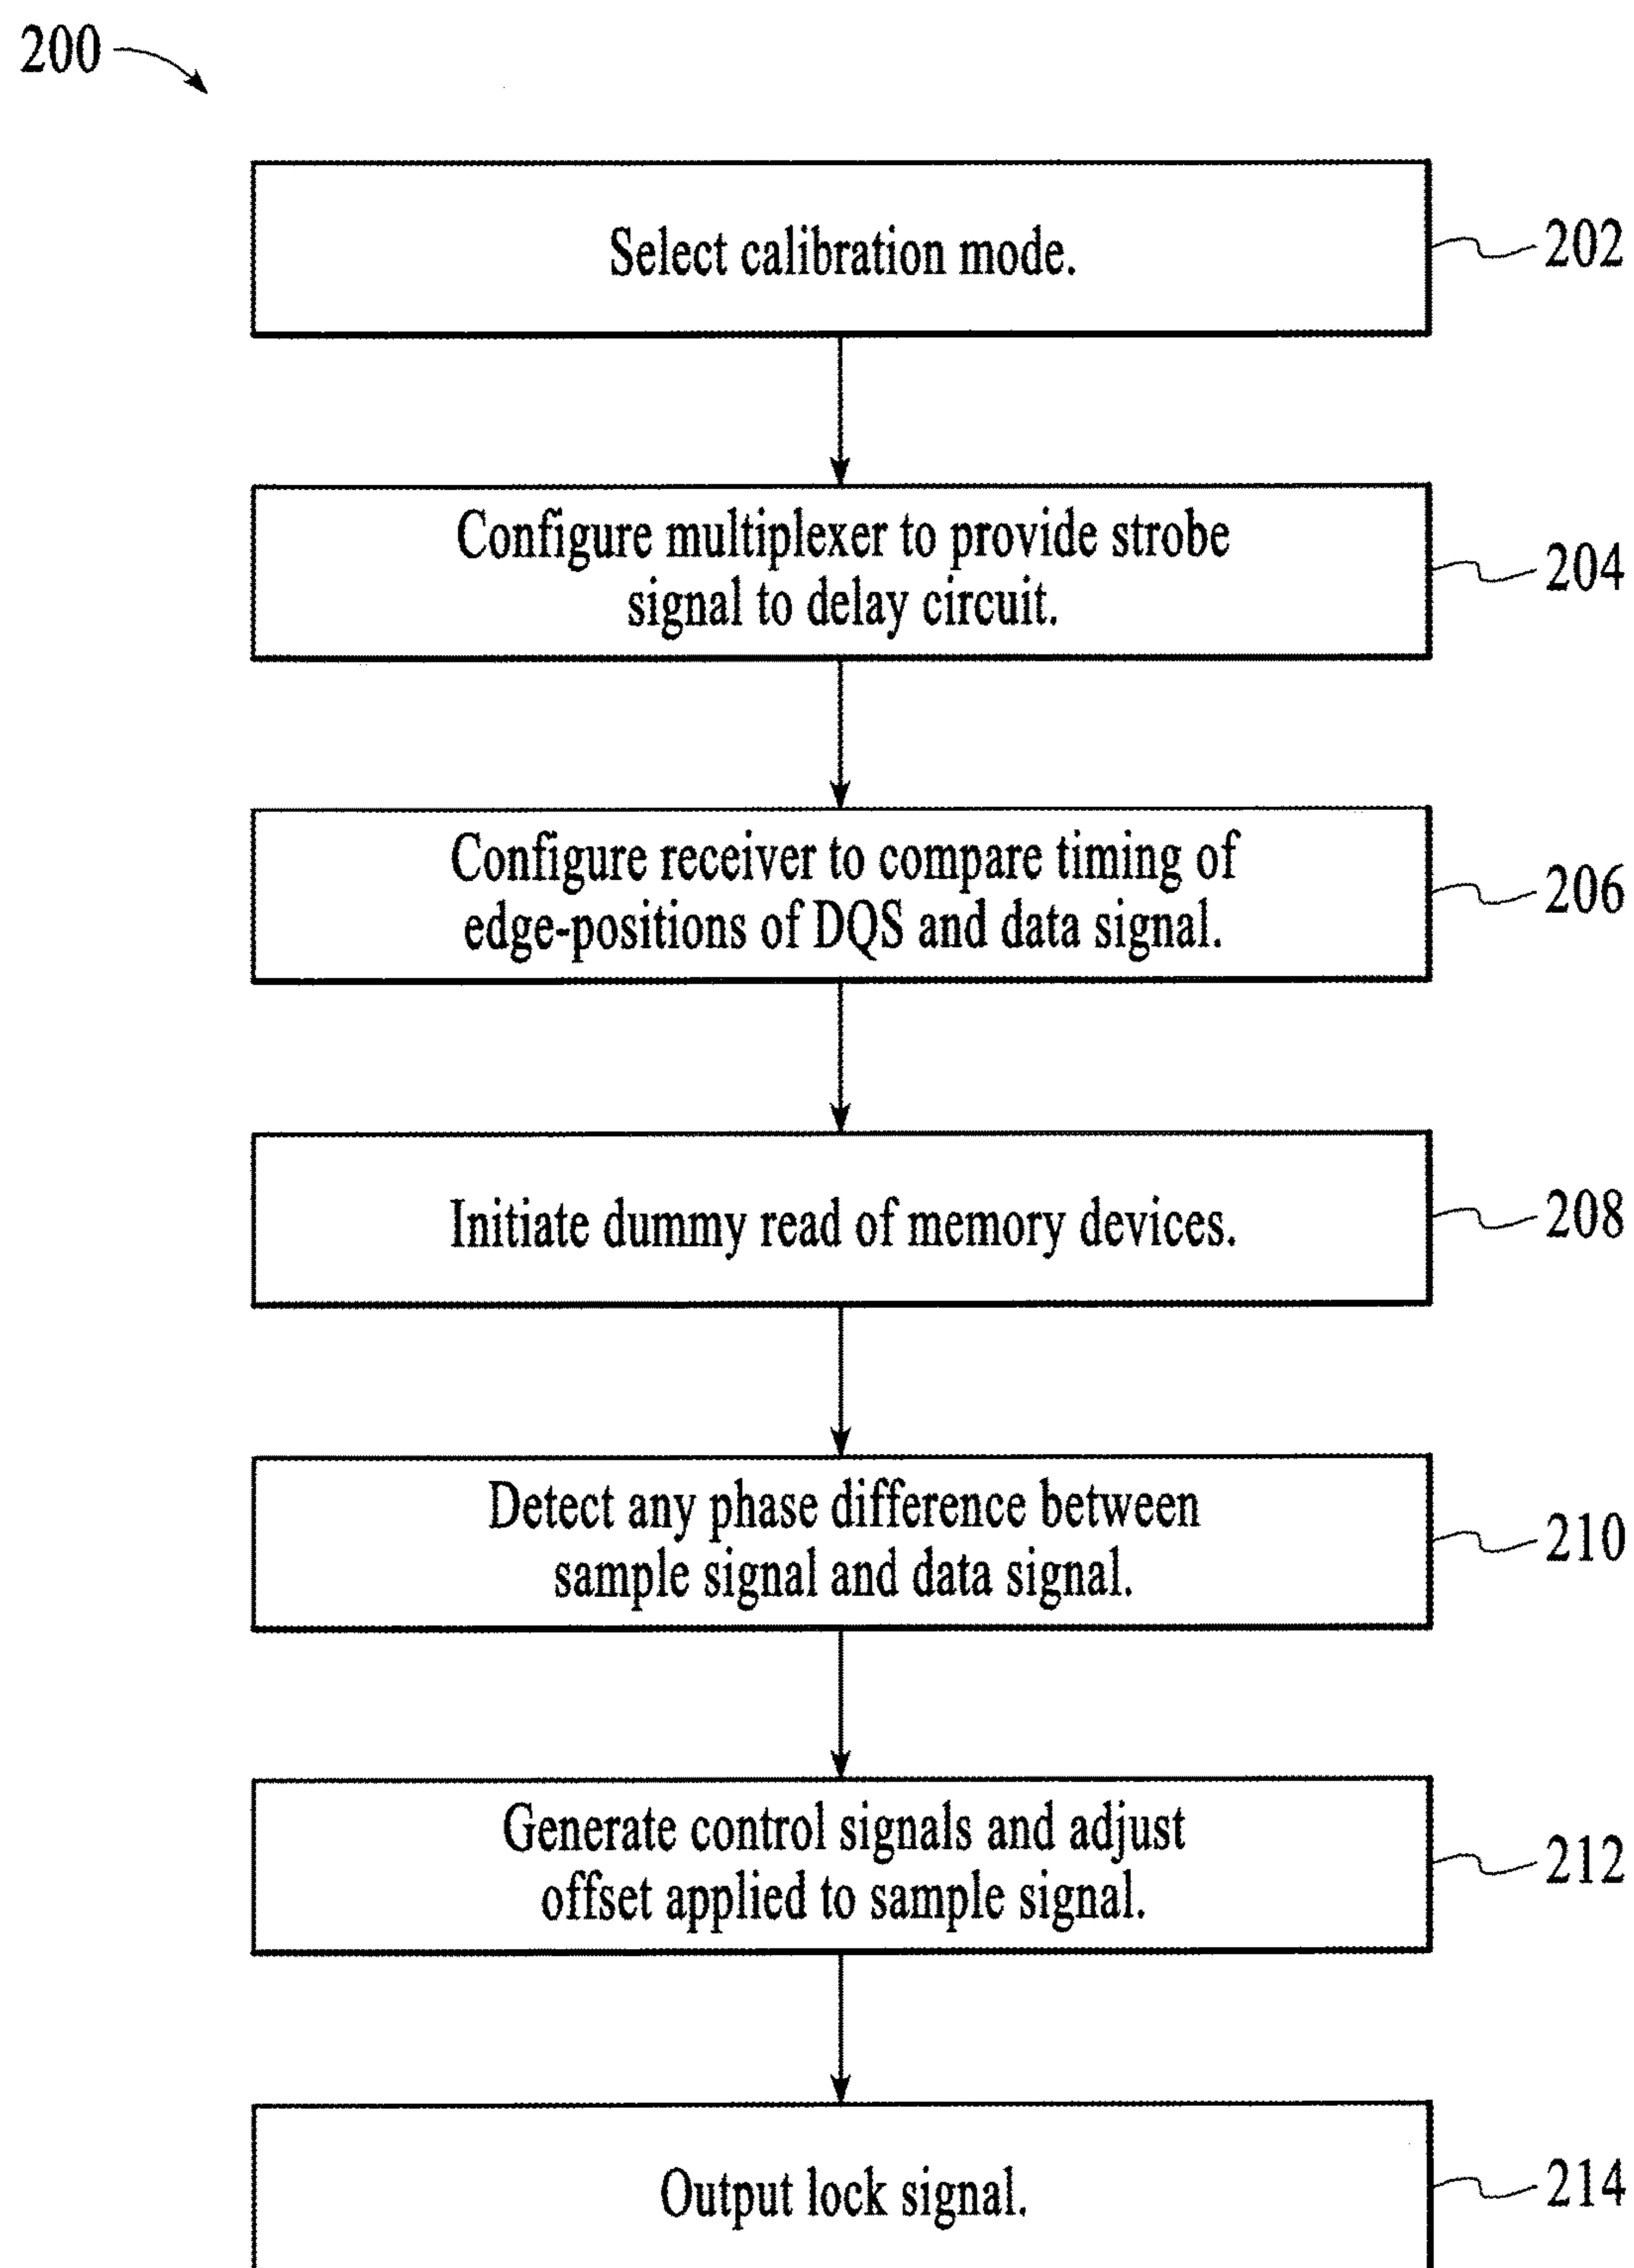 200
Select calibration mode.
202
Configure multiplexer to provide strobe
signal to delay circuit.
204
Configure receiver to compare timing of
edge-positions of DQS and data signal.
206
Initiate dummy read of memory devices.
208
Detect any phase difference between
sample signal and data signal.
210
Generate control signals and adjust
offset applied to sample signal.
212
Output lock signal.
214